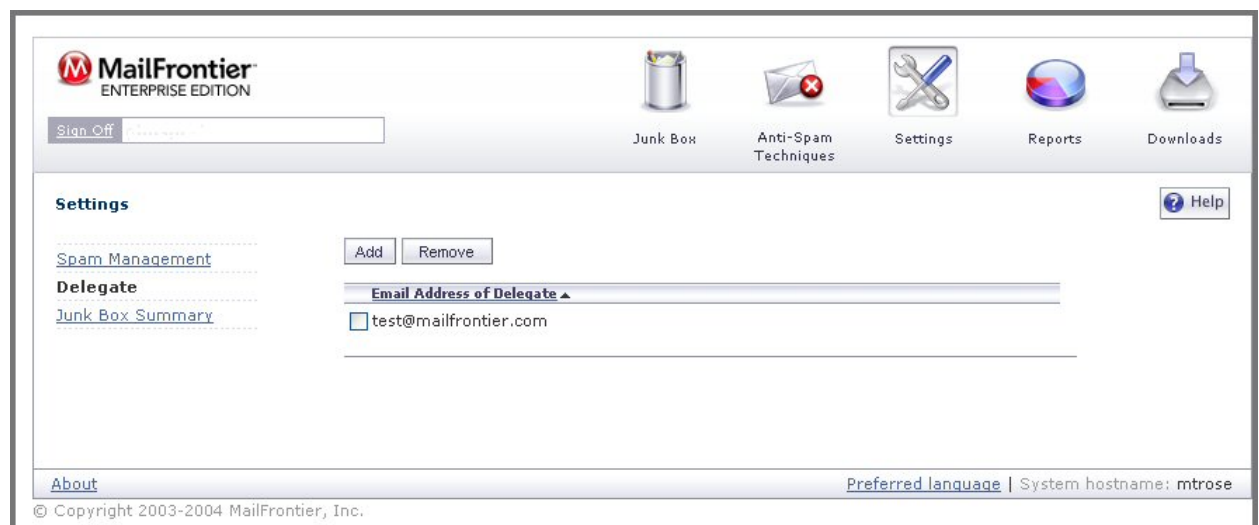 MailFrontier
ENTERPRISE EDITION
Sign Off
Junk Box
Anti-Spam Techniques
Settings
Reports
Downloads
Settings
Help
Spam Management
Delegate
Junk Box Summary
Add
Remove
Email Address of Delegate
test@mailfrontier.com
About
Preferred language | System hostname: mtrose
© Copyright 2003-2004 MailFrontier, Inc.